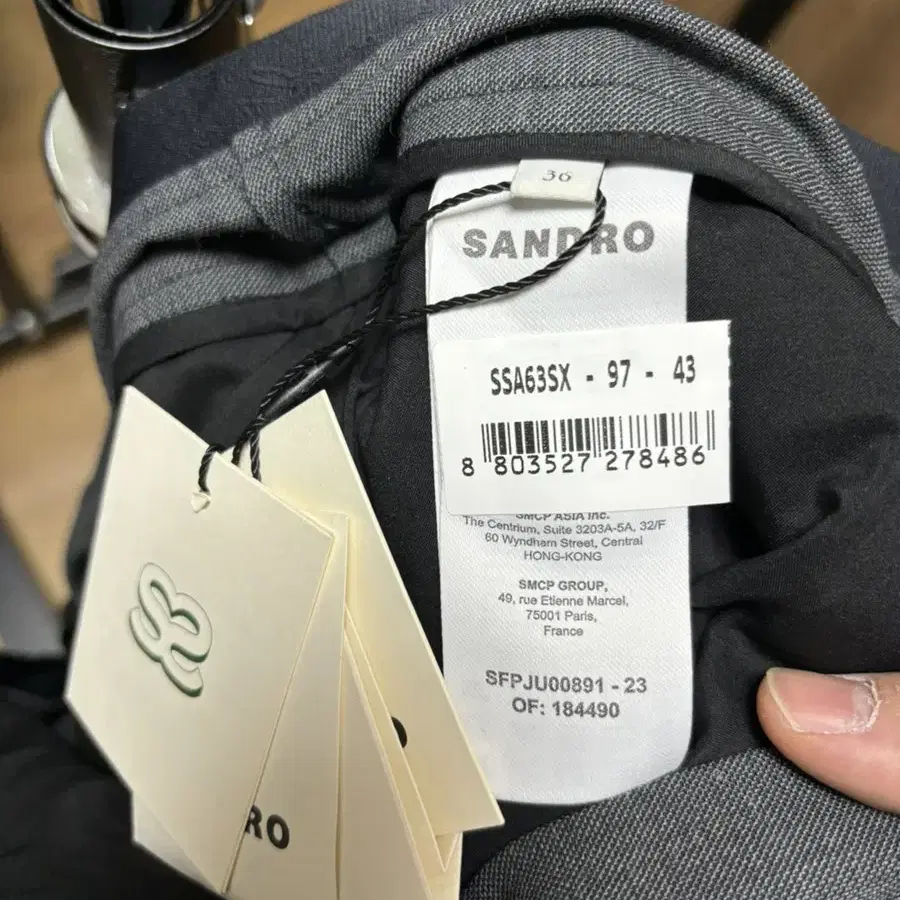 36
SANDRO
SSA63SX - 97 - 43
8 803527 278486
SMCP ASIA Inc.
The Centrium, Suite 3203A-5A, 32/F
60 Wyndham Street, Central
HONG-KONG
SMCP GROUP,
49, rue Etienne Marcel,
75001 Paris,
France
SFPJU00891 - 23
OF: 184490
RO